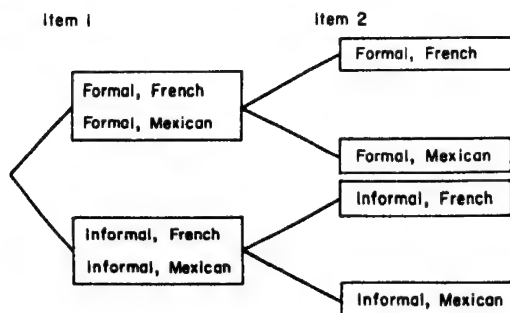 Item 1
Item 2
Formal, French
Formal, Mexican
Informal, French
Informal, Mexican
Formal, French
Formal, Mexican
Informal, French
Informal, Mexican